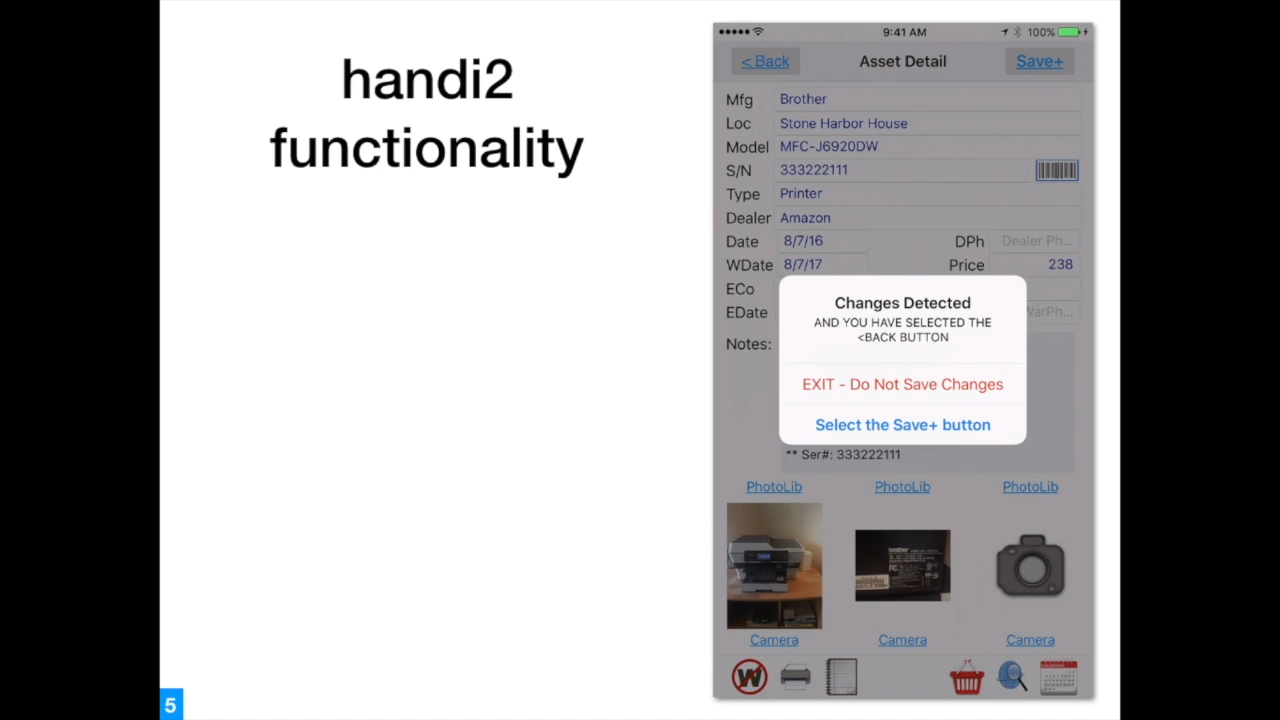 handi2
functionality
9:41 AM
100%
< Back
Asset Detail
Save+
Mfg Brother
Loc Stone Harbor House
Model MFC-J6920DW
S/N 333222111
Type Printer
Dealer Amazon
Date 8/7/16 DPh Dealer Ph...
WDate 8/7/17 Price 238
ECo
EDate WarPh...
Changes Detected
AND YOU HAVE SELECTED THE
<BACK BUTTON
EXIT - Do Not Save Changes
Select the Save+ button
Notes:
** Ser#: 333222111
PhotoLib PhotoLib PhotoLib
brother
Camera Camera Camera
W
5